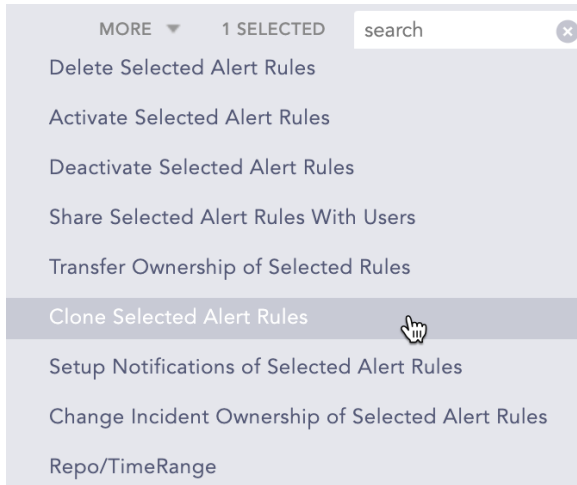 MORE 1 SELECTED search
Delete Selected Alert Rules
Activate Selected Alert Rules
Deactivate Selected Alert Rules
Share Selected Alert Rules With Users
Transfer Ownership of Selected Rules
Clone Selected Alert Rules
Setup Notifications of Selected Alert Rules
Change Incident Ownership of Selected Alert Rules
Repo/TimeRange